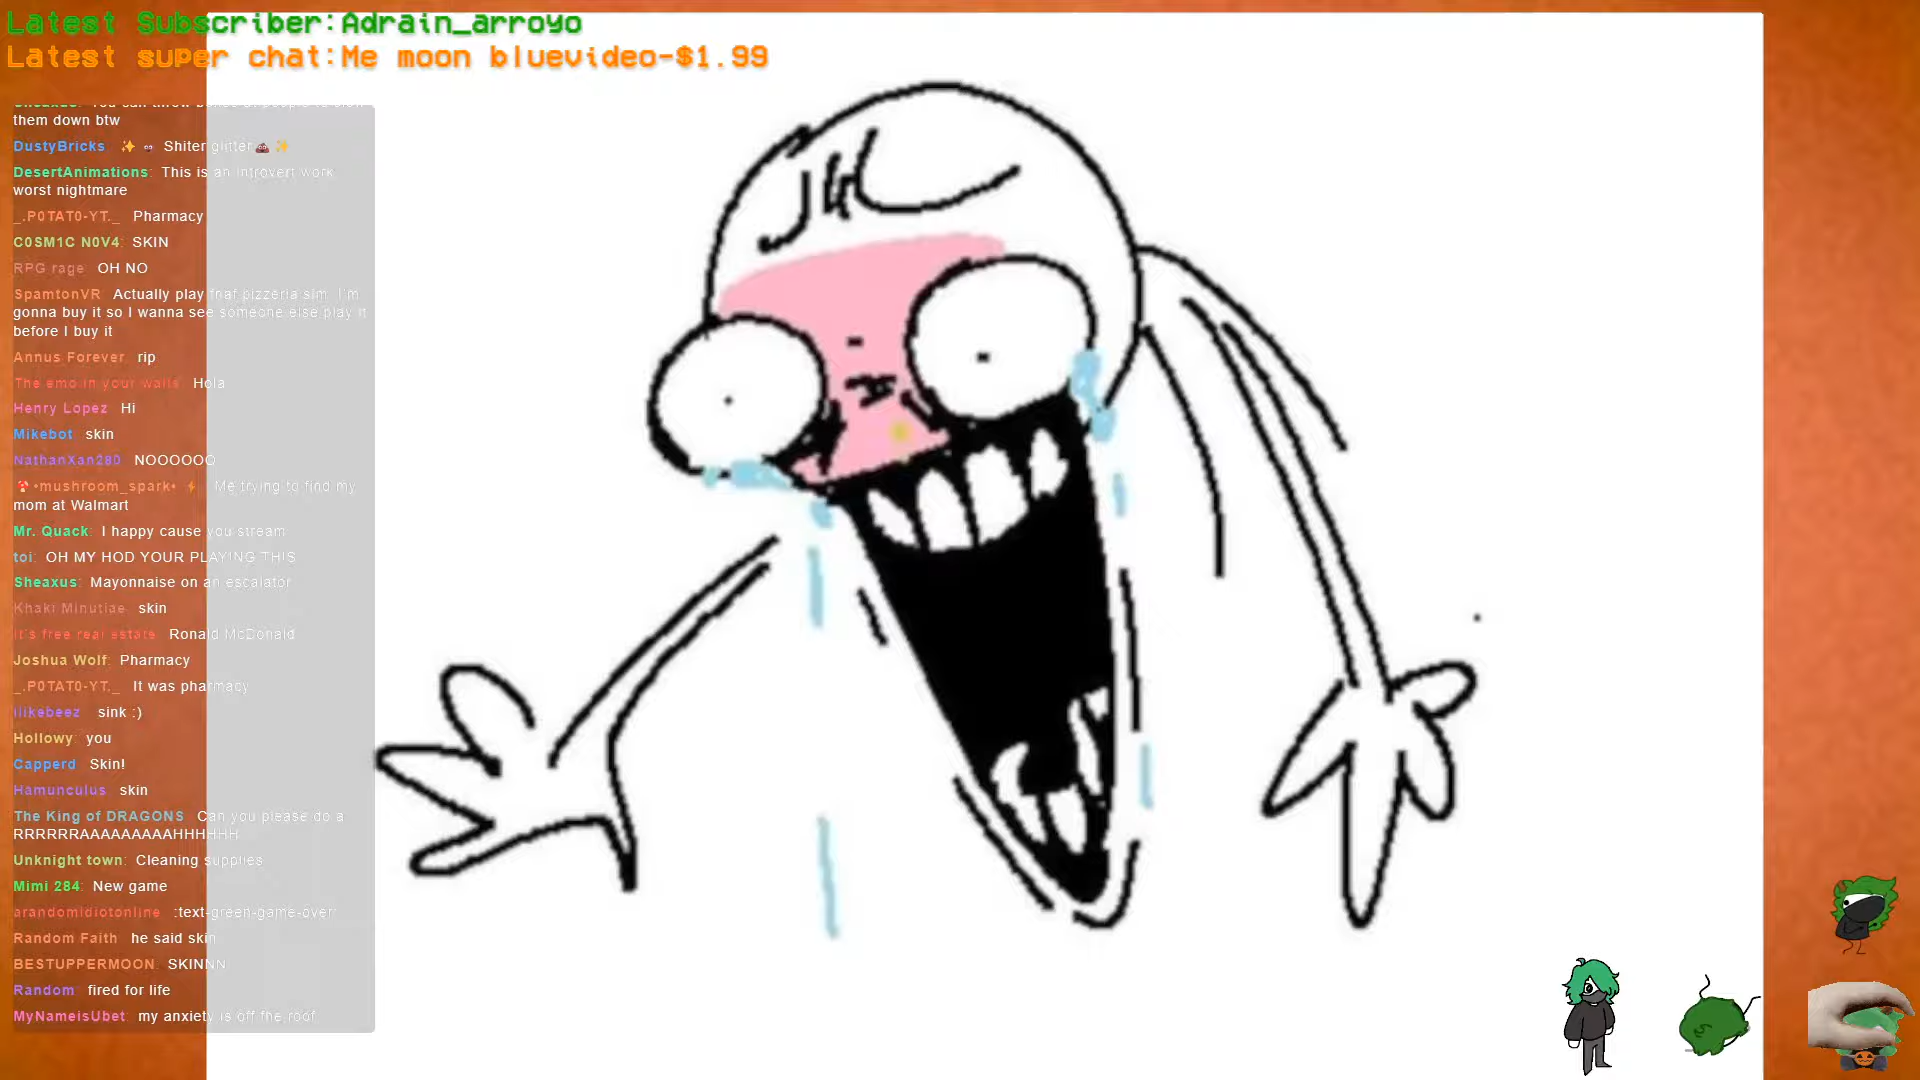 Latest Subscriber:Adrain_arroyo
Latest super chat:Me moon bluevideo-$1.99
them down btw
DustyBricks ✨ 💀 Shiter glitter 💩 ✨
DesertAnimations: This is an introvert work
worst nightmare
_.P0TAT0-YT._ Pharmacy
C0SM1C N0V4: SKIN
RPG rage OH NO
SpamtonVR Actually play fnaf pizzeria sim. I'm
gonna buy it so I wanna see someone else play it
before I buy it
Annus Forever rip
The emo in your walls Hola
Henry Lopez Hi
Mikebot skin
NathanXan280 NOOOOOO
🍄•mushroom_spark• ⚡ Me trying to find my
mom at Walmart
Mr. Quack: I happy cause you stream
toi: OH MY HOD YOUR PLAYING THIS
Sheaxus: Mayonnaise on an escalator
Khaki Minutiae skin
It's free real estate Ronald McDonald
Joshua Wolf: Pharmacy
_.P0TAT0-YT._ It was pharmacy
ilikebeez sink :)
Hollowy you
Capperd Skin!
Hamunculus skin
The King of DRAGONS Can you please do a
RRRRRRAAAAAAAAAHHHHHH
Unknight town: Cleaning supplies
Mimi 284: New game
arandomidiotonline :text-green-game-over:
Random Faith he said skin
BESTUPPERMOON. SKINNN
Random fired for life
MyNameisUbet: my anxiety is off fne roof